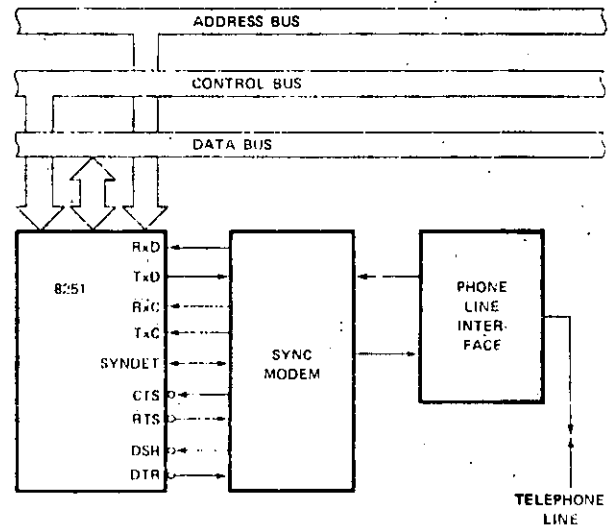 ADDRESS BUS
CONTROL BUS
DATA BUS
8251
RxD
TxD
RxC
TxC
SYNDET
CTS
RTS
DSR
DTR
SYNC
MODEM
PHONE
LINE
INTER-
FACE
TELEPHONE
LINE